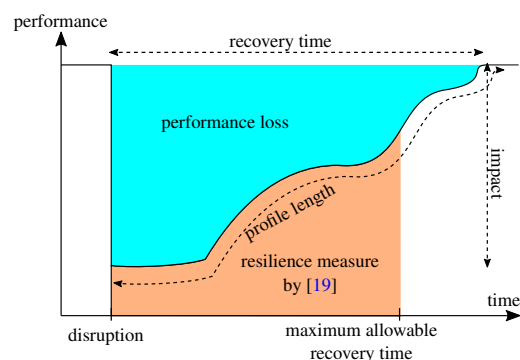 performance
recovery time
performance loss
impact
profile length
resilience measure
by [19]
time
disruption
maximum allowable
recovery time